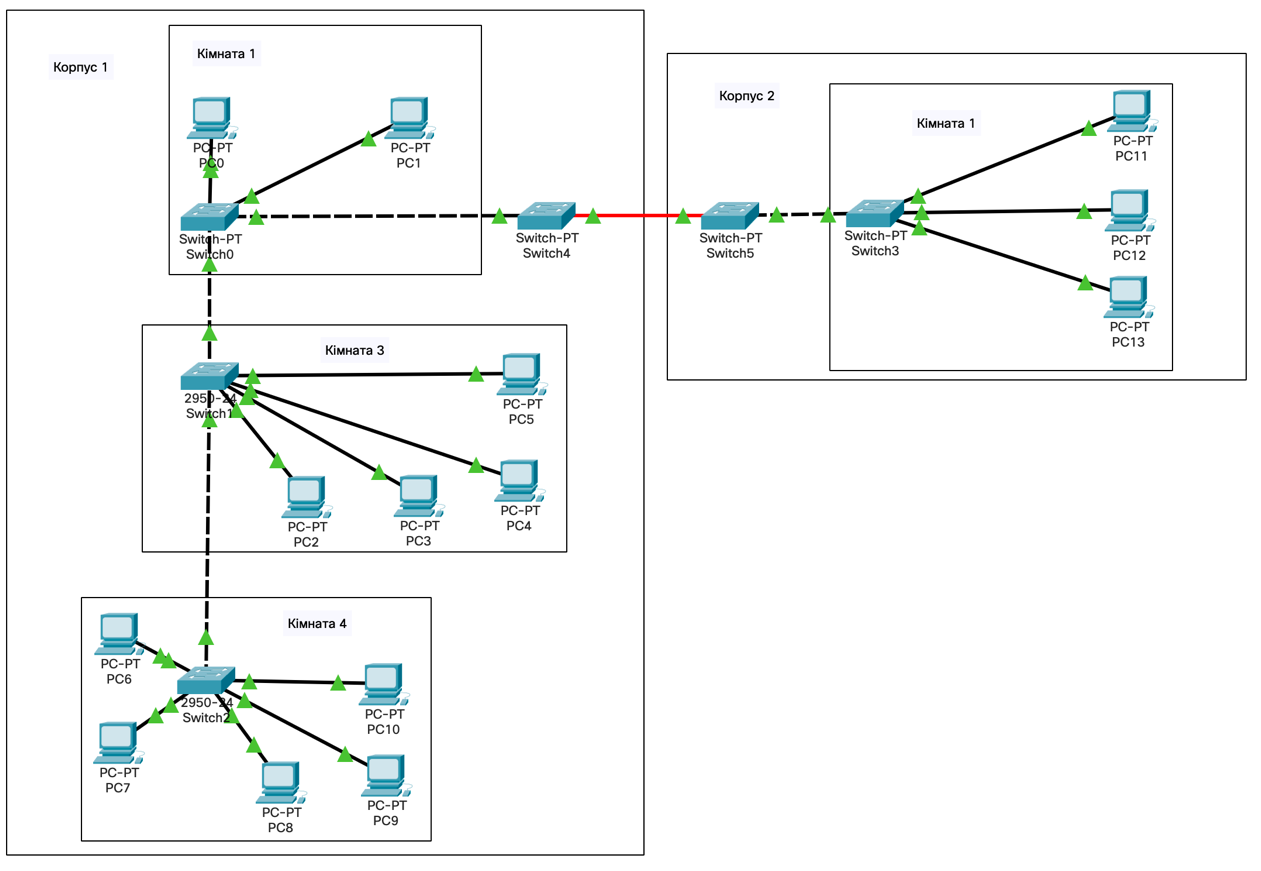 Корпус 1
Кімната 1
PC-PT
PC0
PC-PT
PC1
Switch-PT
Switch0
Switch-PT
Switch4
Корпус 2
Кімната 1
Switch-PT
Switch5
Switch-PT
Switch3
PC-PT
PC11
PC-PT
PC12
PC-PT
PC13
Кімната 3
2950-24
Switch1
PC-PT
PC5
PC-PT
PC2
PC-PT
PC3
PC-PT
PC4
Кімната 4
PC-PT
PC6
2950-24
Switch2
PC-PT
PC10
PC-PT
PC7
PC-PT
PC8
PC-PT
PC9